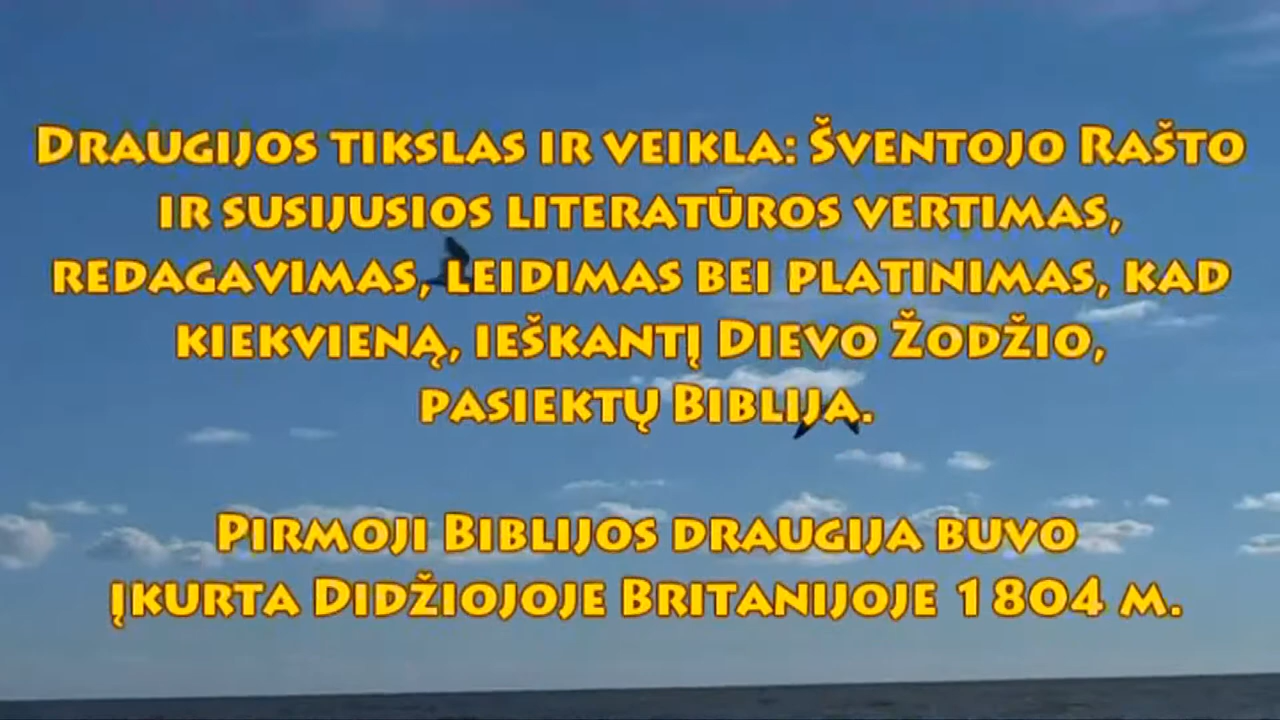 Draugijos tikslas ir veikla: Šventojo Rašto
ir susijusios literatūros vertimas,
redagavimas, leidimas bei platinimas, kad
kiekvieną, ieškantį Dievo Žodžio,
pasiektų Biblija.
Pirmoji Biblijos draugija buvo
įkurta Didžiojoje Britanijoje 1804 m.